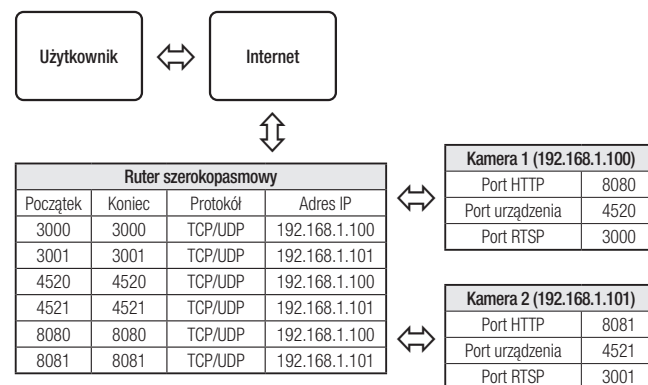 Użytkownik
Internet
Ruter szerokopasmowy
Początek Koniec Protokół Adres IP
3000 3000 TCP/UDP 192.168.1.100
3001 3001 TCP/UDP 192.168.1.101
4520 4520 TCP/UDP 192.168.1.100
4521 4521 TCP/UDP 192.168.1.101
8080 8080 TCP/UDP 192.168.1.100
8081 8081 TCP/UDP 192.168.1.101
Kamera 1 (192.168.1.100)
Port HTTP 8080
Port urządzenia 4520
Port RTSP 3000
Kamera 2 (192.168.1.101)
Port HTTP 8081
Port urządzenia 4521
Port RTSP 3001